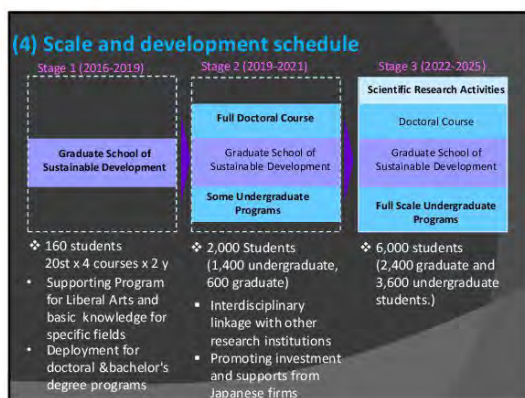 (4) Scale and development schedule
Stage 1 (2016-2019)
Graduate School of
Sustainable Development
❖ 160 students
20st x 4 courses x 2 y
• Supporting Program
for Liberal Arts and
basic knowledge for
specific fields
• Deployment for
doctoral &bachelor's
degree programs
Stage 2 (2019-2021)
Full Doctoral Course
Graduate School of
Sustainable Development
Some Undergraduate
Programs
❖ 2,000 Students
(1,400 undergraduate,
600 graduate)
▪ Interdisciplinary
linkage with other
research institutions
▪ Promoting investment
and supports from
Japanese firms
Stage 3 (2022-2025)
Scientific Research Activities
Doctoral Course
Graduate School of
Sustainable Development
Full Scale Undergraduate
Programs
❖ 6,000 students
(2,400 graduate and
3,600 undergraduate
students.)